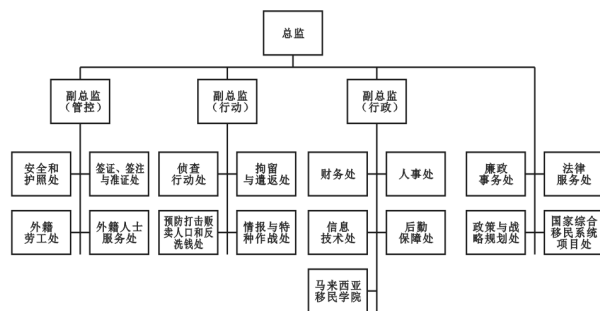 总监
副总监
（管控）
副总监
（行动）
副总监
（行政）
安全和
护照处
签证、签注
与准证处
侦查
行动处
拘留
与遣返处
财务处
人事处
廉政
事务处
法律
服务处
外籍
劳工处
外籍人士
服务处
预防打击贩
卖人口和反
洗钱处
情报与特
种作战处
信息
技术处
后勤
保障处
政策与战
略规划处
国家综合
移民系统
项目处
马来西亚
移民学院